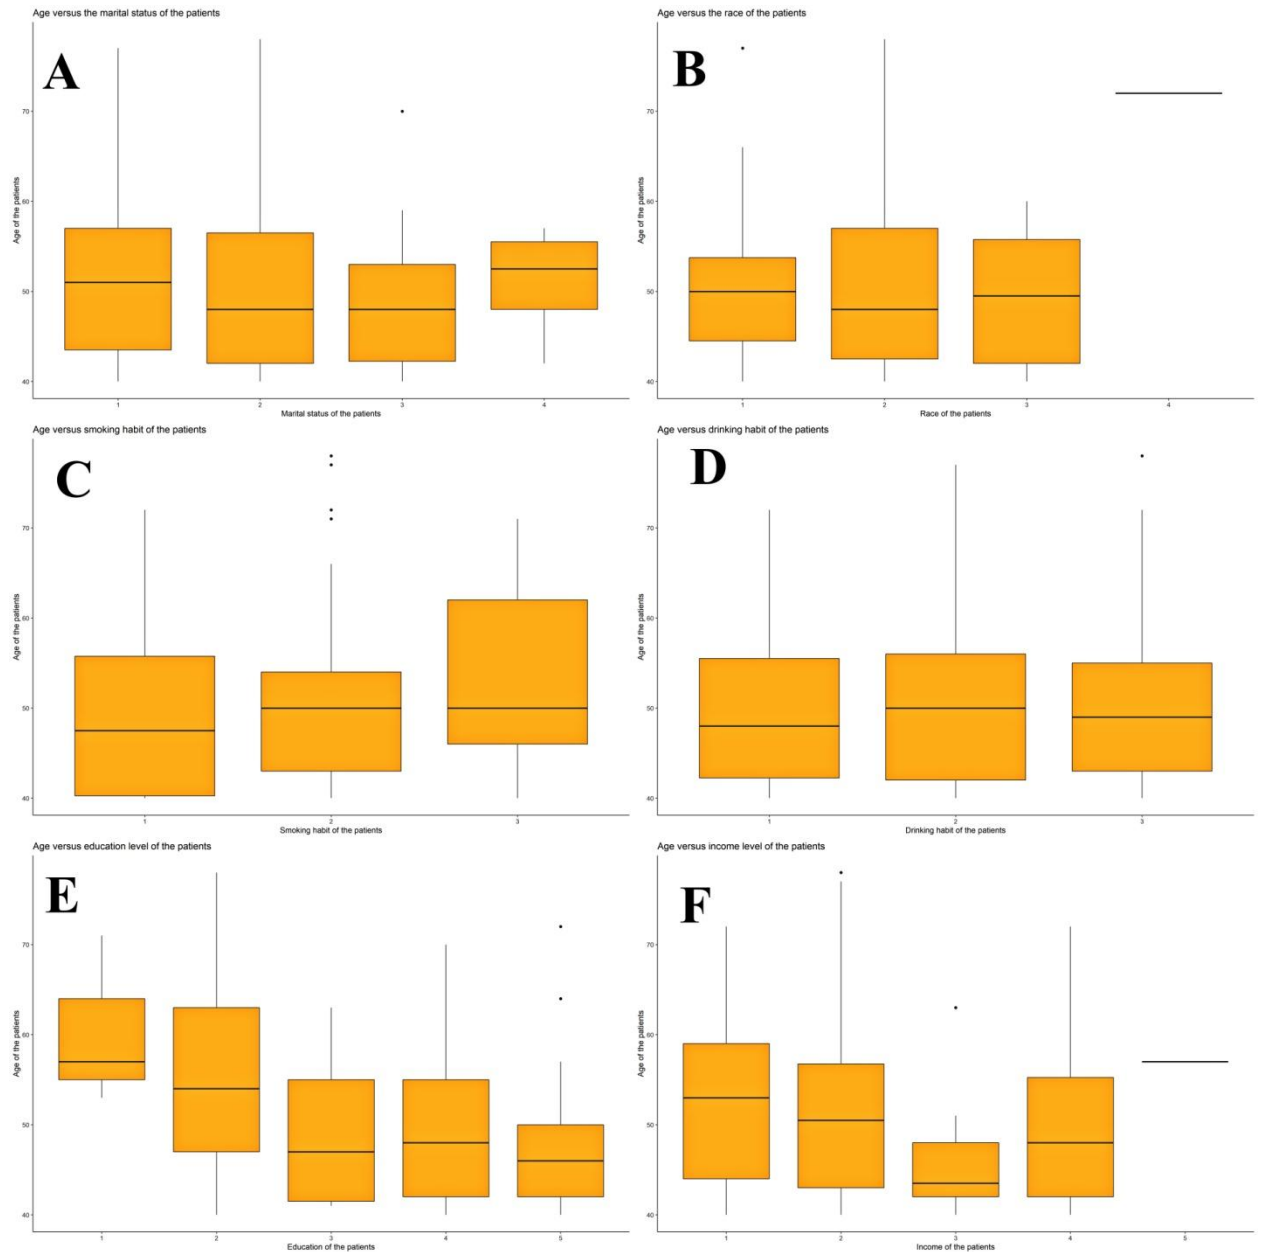 Age versus the marital status of the patients
A
Age of the patients
70
60
50
40
1 2 3 4
Marital status of the patients
Age versus the race of the patients
B
Age of the patients
70
60
50
40
1 2 3 4
Race of the patients
Age versus smoking habit of the patients
C
Age of the patients
70
60
50
40
1 2 3
Smoking habit of the patients
Age versus drinking habit of the patients
D
Age of the patients
70
60
50
40
1 2 3
Drinking habit of the patients
Age versus education level of the patients
E
Age of the patients
70
60
50
40
1 2 3 4 5
Education of the patients
Age versus income level of the patients
F
Age of the patients
70
60
50
40
1 2 3 4 5
Income of the patients